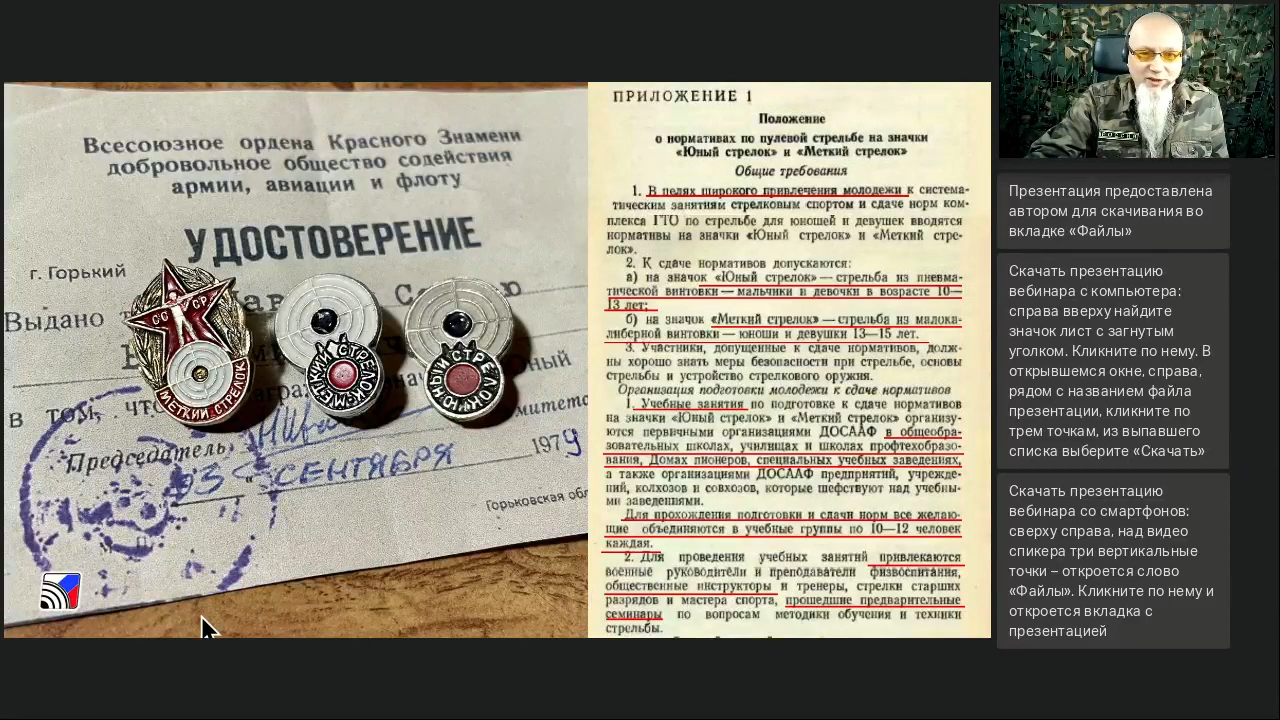 Всесоюзное ордена Красного Знамени
добровольное общество содействия
армии, авиации и флоту
УДОСТОВЕРЕНИЕ
г. Горький
Выдано
в том, что
Председатель
СЕНТЯБРЯ 1979
Горьковская обл
СССР
МЕТКИЙ СТРЕЛОК
МЕТКИЙ СТРЕЛОК
ЮНЫЙ СТРЕЛОК
ПРИЛОЖЕНИЕ 1
Положение
о нормативах по пулевой стрельбе на значки
«Юный стрелок» и «Меткий стрелок»
Общие требования
1. В целях широкого привлечения молодежи к система-
тическим занятиям стрелковым спортом и сдаче норм ком-
плекса ГТО по стрельбе для юношей и девушек вводятся
нормативы на значки «Юный стрелок» и «Меткий стре-
лок».
2. К сдаче нормативов допускаются:
а) на значок «Юный стрелок» — стрельба из пневма-
тической винтовки — мальчики и девочки в возрасте 10—
13 лет;
б) на значок «Меткий стрелок» — стрельба из малока-
либерной винтовки — юноши и девушки 13—15 лет.
3. Участники, допущенные к сдаче нормативов, долж-
ны хорошо знать меры безопасности при стрельбе, основы
стрельбы и устройство стрелкового оружия.
Организация подготовки молодежи к сдаче нормативов
1. Учебные занятия по подготовке к сдаче нормативов
на значки «Юный стрелок» и «Меткий стрелок» организу-
ются первичными организациями ДОСААФ в общеобра-
зовательных школах, училищах и школах профтехобразо-
вания, Домах пионеров, специальных учебных заведениях,
а также организациями ДОСААФ предприятий, учрежде-
ний, колхозов и совхозов, которые шефствуют над учебны-
ми заведениями.
Для прохождения подготовки и сдачи норм все желаю-
щие объединяются в учебные группы по 10—12 человек
каждая.
2. Для проведения учебных занятий привлекаются
военные руководители и преподаватели физвоспитания,
общественные инструкторы и тренеры, стрелки старших
разрядов и мастера спорта, прошедшие предварительные
семинары по вопросам методики обучения и техники
стрельбы.
Презентация предоставлена
автором для скачивания во
вкладке «Файлы»
Скачать презентацию
вебинара с компьютера:
справа вверху найдите
значок лист с загнутым
уголком. Кликните по нему. В
открывшемся окне, справа,
рядом с названием файла
презентации, кликните по
трем точкам, из выпавшего
списка выберите «Скачать»
Скачать презентацию
вебинара со смартфонов:
сверху справа, над видео
спикера три вертикальные
точки – откроется слово
«Файлы». Кликните по нему и
откроется вкладка с
презентацией